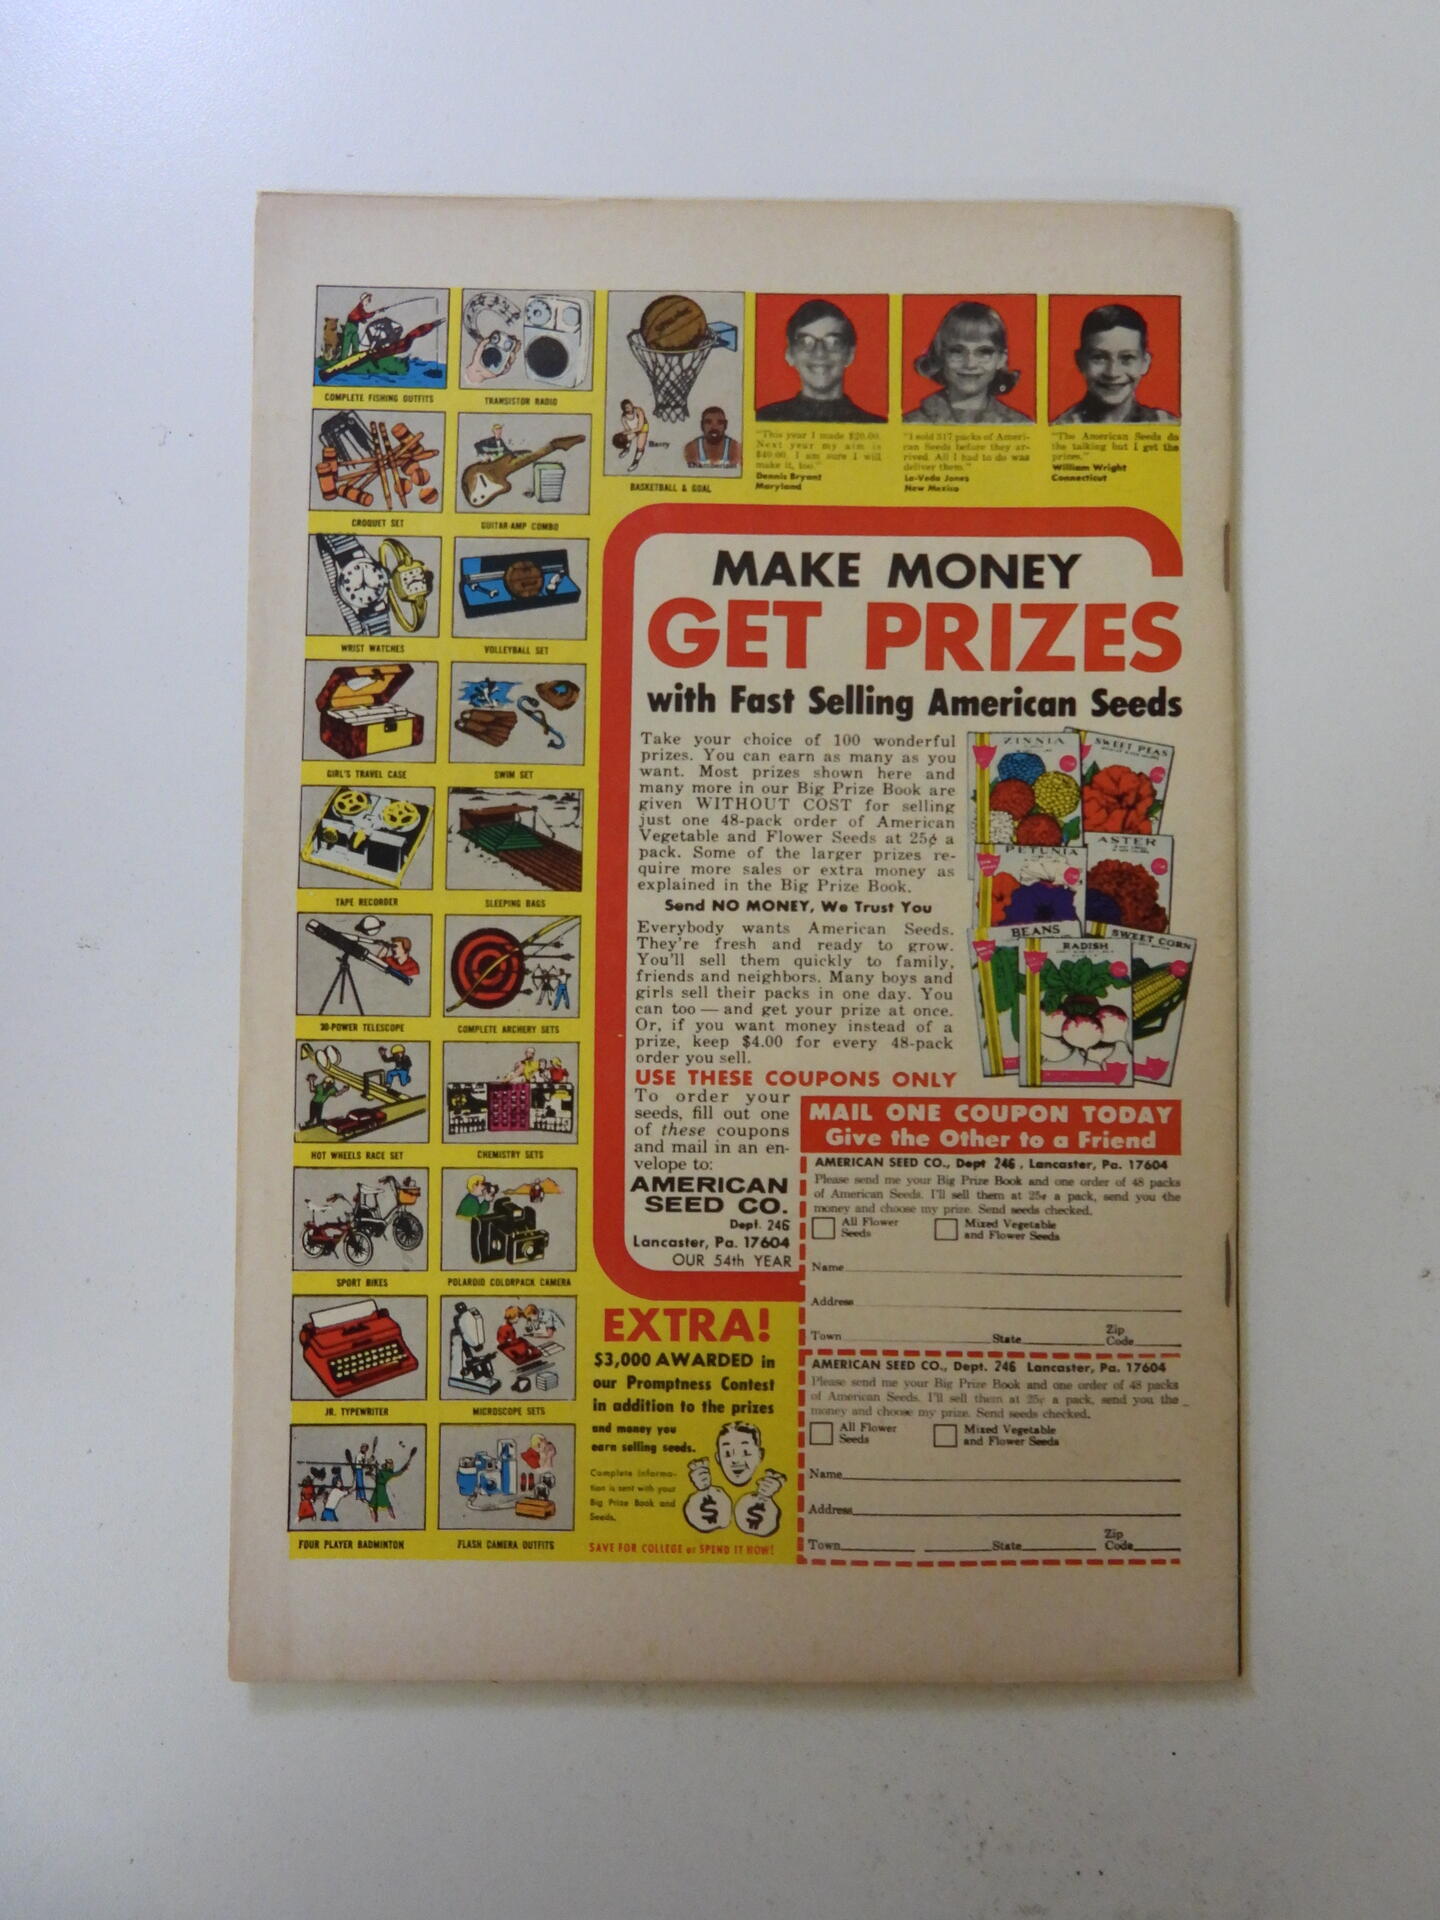 COMPLETE FISHING OUTFITS
TRANSISTOR RADIO
CROQUET SET
GUITAR-AMP COMBO
WRIST WATCHES
VOLLEYBALL SET
GIRL'S TRAVEL CASE
SWIM SET
TAPE RECORDER
SLEEPING BAGS
30-POWER TELESCOPE
COMPLETE ARCHERY SETS
HOT WHEELS RACE SET
CHEMISTRY SETS
SPORT BIKES
POLAROID COLORPACK CAMERA
JR. TYPEWRITER
MICROSCOPE SETS
FOUR PLAYER BADMINTON
FLASH CAMERA OUTFITS
Barry
Chamberlain
BASKETBALL & GOAL
"This year I made $20.00.
Next year my aim is
$40.00. I am sure I will
make it, too."
Dennis Bryant
Maryland
"I sold 317 packs of Ameri-
can Seeds before they ar-
rived. All I had to do was
deliver them."
La-Veda Jones
New Mexico
"The American Seeds do
the talking but I get the
prizes."
William Wright
Connecticut
MAKE MONEY
GET PRIZES
with Fast Selling American Seeds
Take your choice of 100 wonderful
prizes. You can earn as many as you
want. Most prizes shown here and
many more in our Big Prize Book are
given WITHOUT COST for selling
just one 48-pack order of American
Vegetable and Flower Seeds at 25¢ a
pack. Some of the larger prizes re-
quire more sales or extra money as
explained in the Big Prize Book.
Send NO MONEY, We Trust You
Everybody wants American Seeds.
They're fresh and ready to grow.
You'll sell them quickly to family,
friends and neighbors. Many boys and
girls sell their packs in one day. You
can too — and get your prize at once.
Or, if you want money instead of a
prize, keep $4.00 for every 48-pack
order you sell.
USE THESE COUPONS ONLY
To order your
seeds, fill out one
of these coupons
and mail in an en-
velope to:
AMERICAN
SEED CO.
Dept. 246
Lancaster, Pa. 17604
OUR 54th YEAR
ZINNIA
SWEET PEAS
PETUNIA
ASTER
BEANS
RADISH
SWEET CORN
MAIL ONE COUPON TODAY
Give the Other to a Friend
AMERICAN SEED CO., Dept 246, Lancaster, Pa. 17604
Please send me your Big Prize Book and one order of 48 packs
of American Seeds. I'll sell them at 25¢ a pack, send you the
money and choose my prize. Send seeds checked.
All Flower Seeds
Mixed Vegetable and Flower Seeds
Name
Address
Town State Zip Code
AMERICAN SEED CO., Dept. 246 Lancaster, Pa. 17604
Please send me your Big Prize Book and one order of 48 packs
of American Seeds. I'll sell them at 25¢ a pack, send you the
money and choose my prize. Send seeds checked.
All Flower Seeds
Mixed Vegetable and Flower Seeds
Name
Address
Town State Zip Code
EXTRA!
$3,000 AWARDED in
our Promptness Contest
in addition to the prizes
and money you
earn selling seeds.
Complete informa-
tion is sent with your
Big Prize Book and
Seeds.
$ $
SAVE FOR COLLEGE or SPEND IT NOW!